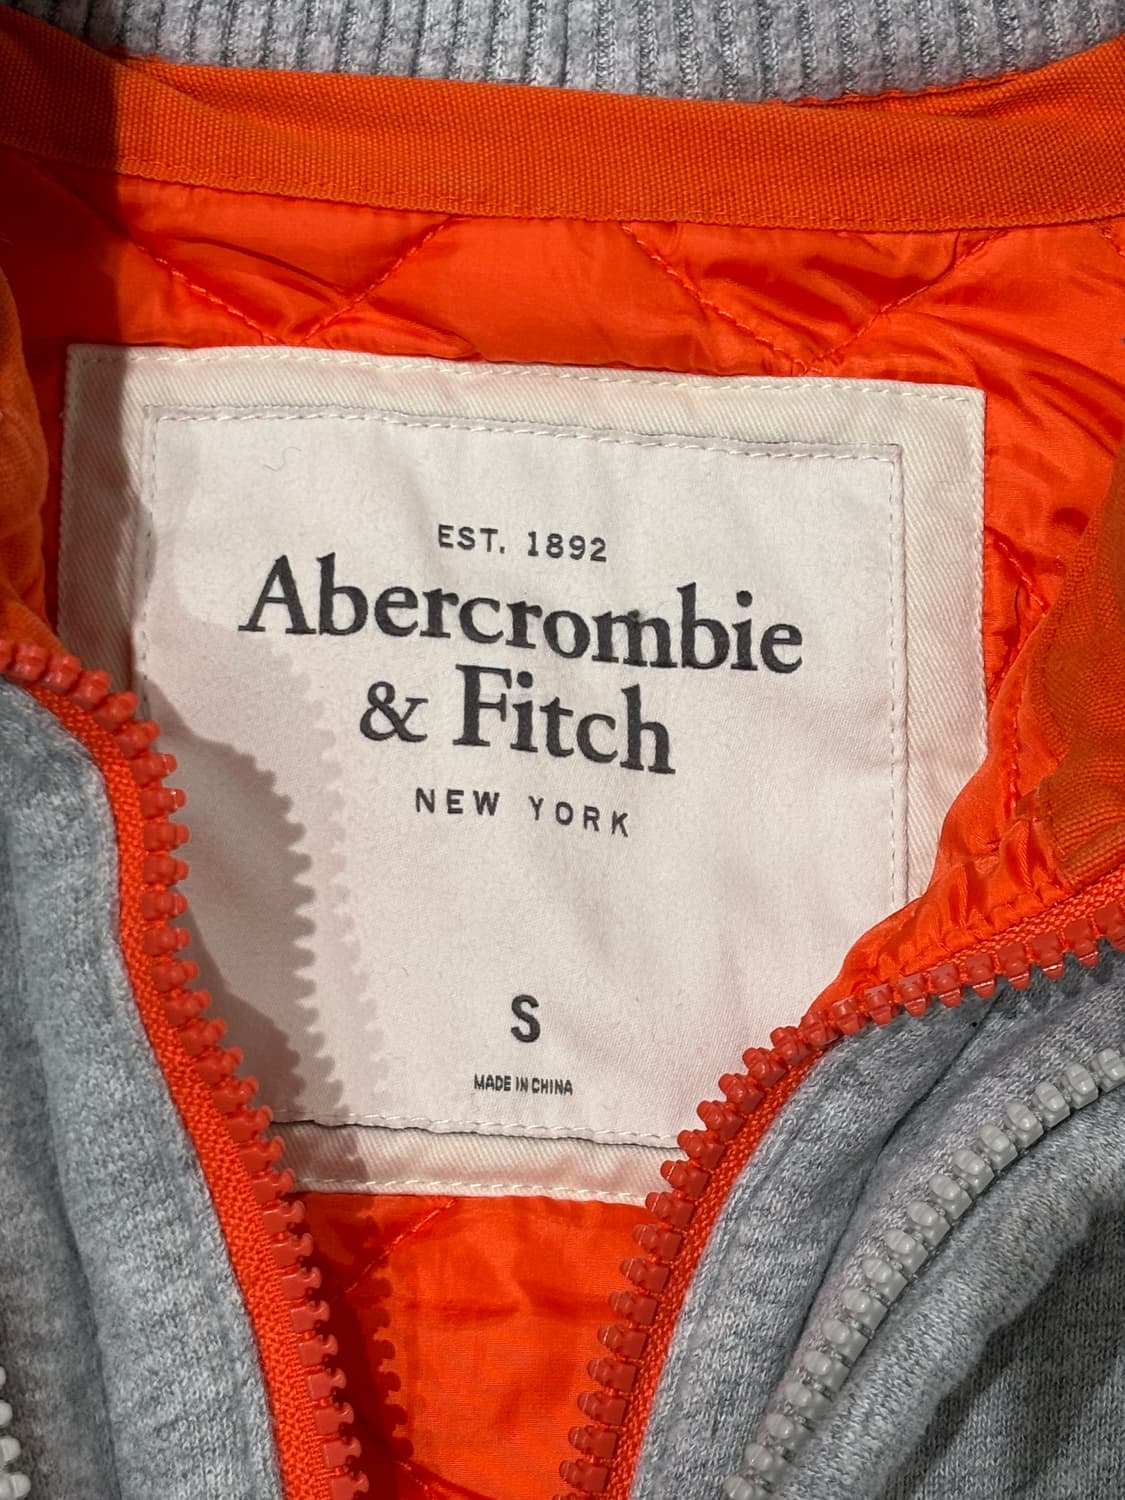 EST. 1892
Abercrombie
& Fitch
NEW YORK
S
MADE IN CHINA